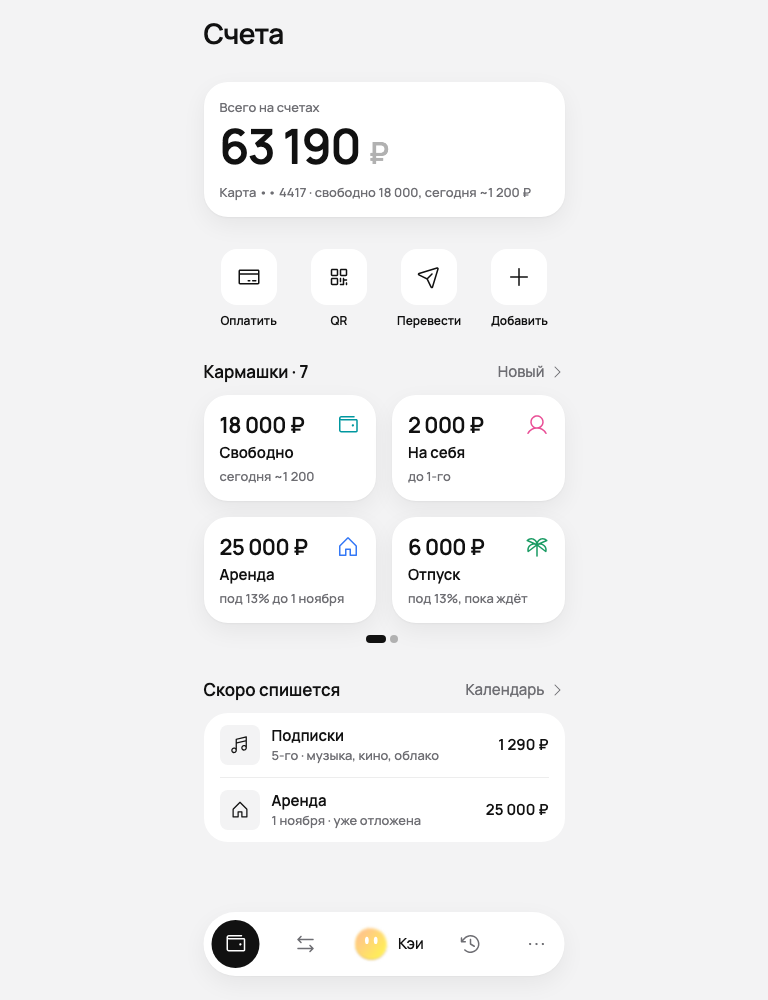 Счета
Всего на счетах
63 190 ₽
Карта • • 4417 · свободно 18 000, сегодня ~1 200 ₽
Оплатить
QR
Перевести
Добавить
Кармашки · 7
Новый
18 000 ₽
Свободно
сегодня ~1 200
2 000 ₽
На себя
до 1-го
25 000 ₽
Аренда
под 13% до 1 ноября
6 000 ₽
Отпуск
под 13%, пока ждёт
Скоро спишется
Календарь
Подписки
5-го · музыка, кино, облако
1 290 ₽
Аренда
1 ноября · уже отложена
25 000 ₽
Кэи